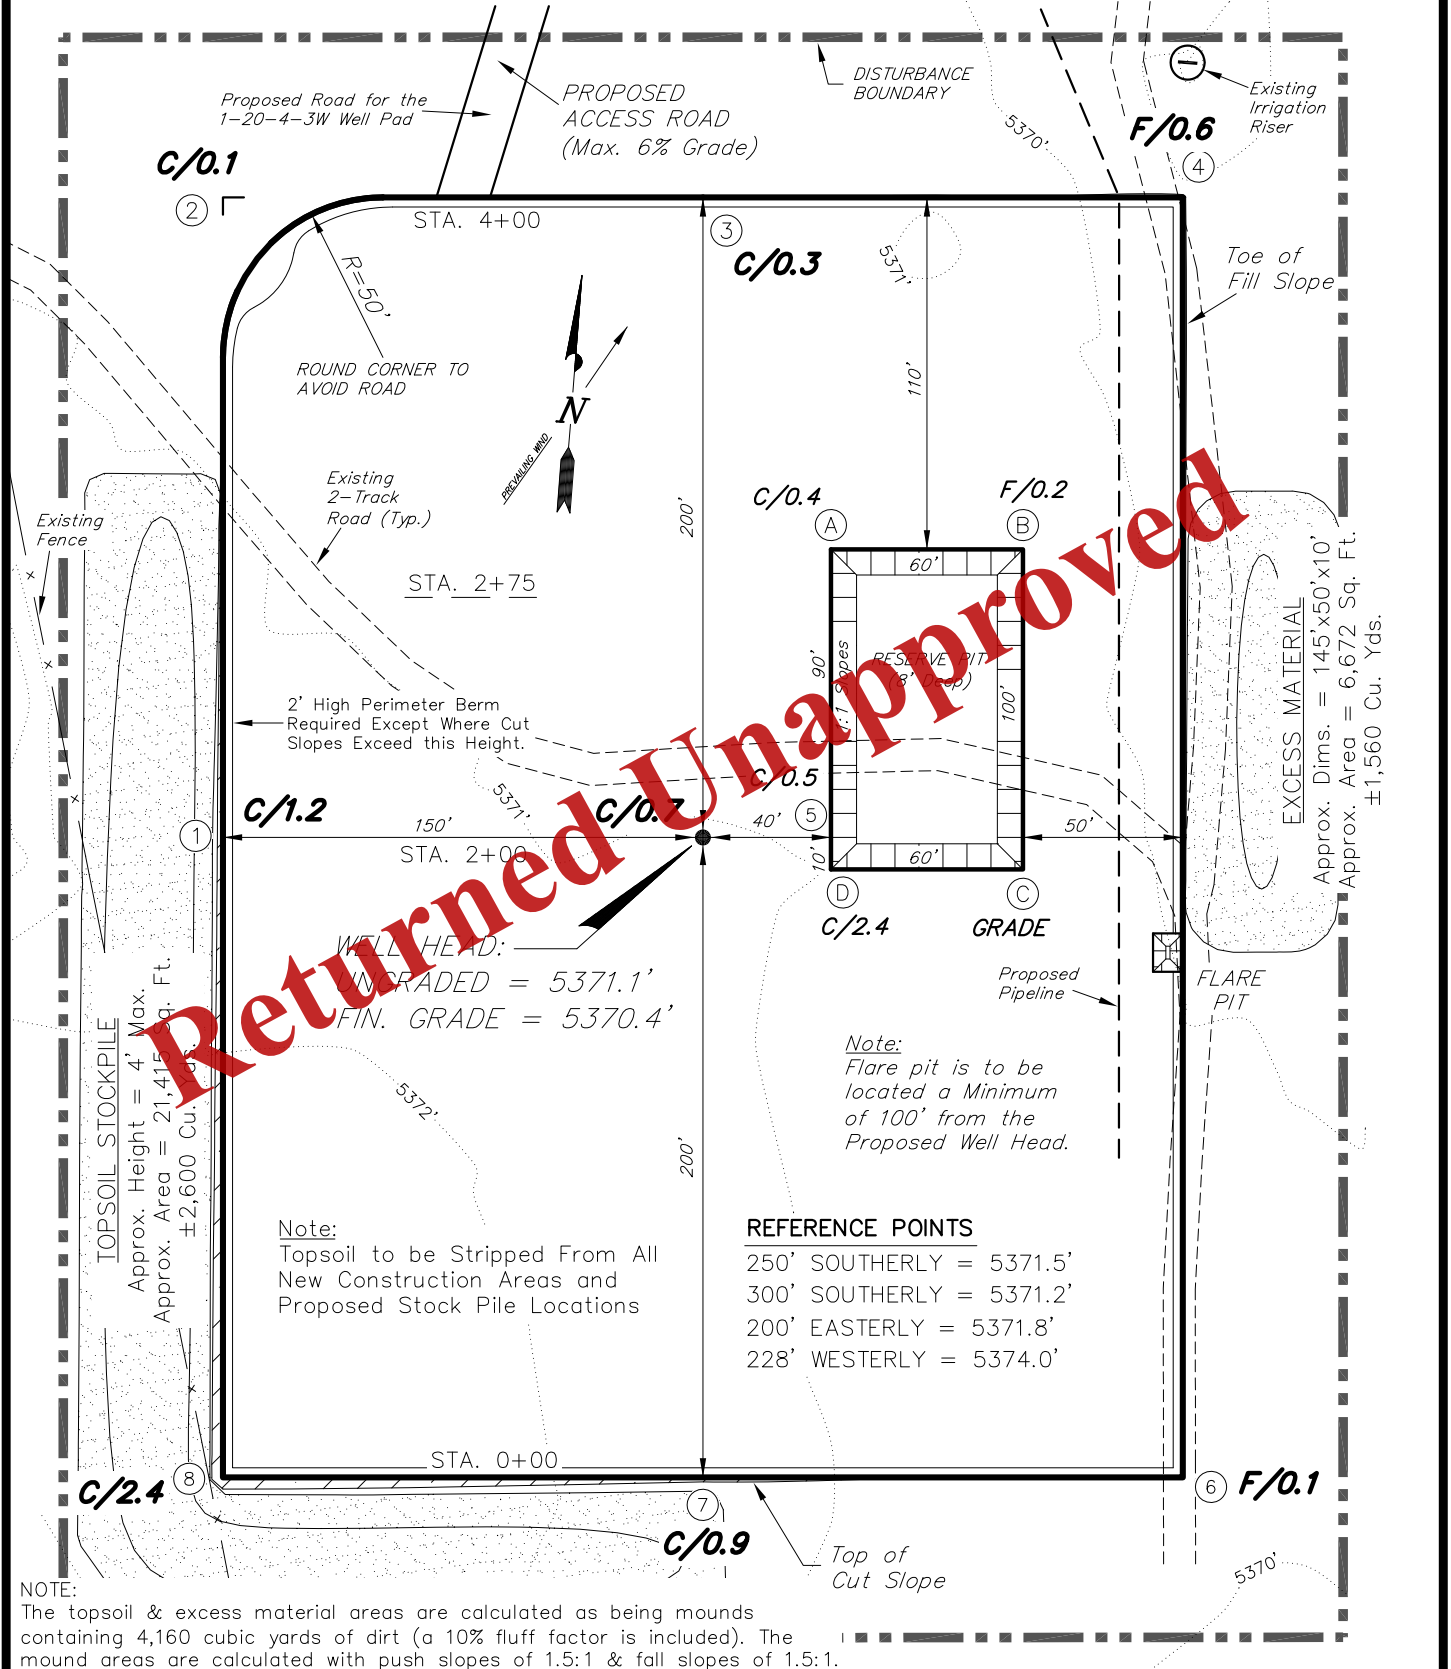 DISTURBANCE
BOUNDARY
Existing
Irrigation
Riser
Proposed Road for the
1-20-4-3W Well Pad
PROPOSED
ACCESS ROAD
(Max. 6% Grade)
5370'
F/0.6
4
C/0.1
2
STA. 4+00
3
C/0.3
5371'
Toe of
Fill Slope
R=50'
ROUND CORNER TO
AVOID ROAD
110'
N
PREVAILING WIND
Existing
2-Track
Road (Typ.)
Existing
Fence
200'
C/0.4
A
F/0.2
B
60'
STA. 2+75
90'
1:1 Slopes
RESERVE PIT
(8' Deep)
100'
2' High Perimeter Berm
Required Except Where Cut
Slopes Exceed this Height.
EXCESS MATERIAL
Approx. Dims. = 145'x50'x10'
Approx. Area = 6,672 Sq. Ft.
±1,560 Cu. Yds.
5371'
C/0.5
1
C/1.2
150'
STA. 2+00
C/0.7
40'
5
10'
60'
50'
D
C/2.4
C
GRADE
WELL HEAD:
UNGRADED = 5371.1'
FIN. GRADE = 5370.4'
Returned Unapproved
Proposed
Pipeline
FLARE
PIT
Note:
Flare pit is to be
located a Minimum
of 100' from the
Proposed Well Head.
TOPSOIL STOCKPILE
Approx. Height = 4' Max.
Approx. Area = 21,415 Sq. Ft.
±2,600 Cu. Yds.
5372'
200'
Note:
Topsoil to be Stripped From All
New Construction Areas and
Proposed Stock Pile Locations
REFERENCE POINTS
250' SOUTHERLY = 5371.5'
300' SOUTHERLY = 5371.2'
200' EASTERLY = 5371.8'
228' WESTERLY = 5374.0'
STA. 0+00
C/2.4
8
7
C/0.9
6
F/0.1
Top of
Cut Slope
5370'
NOTE:
The topsoil & excess material areas are calculated as being mounds
containing 4,160 cubic yards of dirt (a 10% fluff factor is included). The
mound areas are calculated with push slopes of 1.5:1 & fall slopes of 1.5:1.